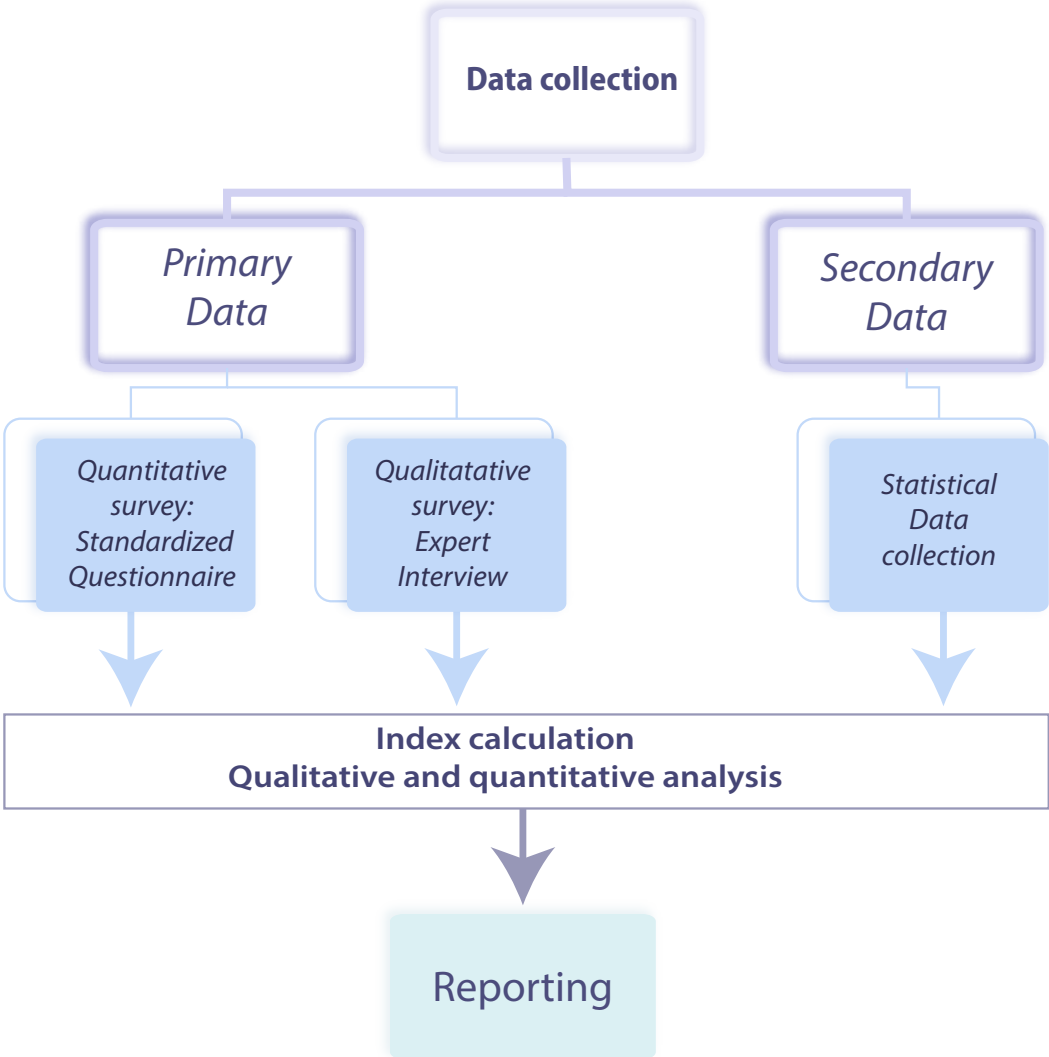 Data collection
Primary
Data
Secondary
Data
Quantitative
survey:
Standardized
Questionnaire
Qualitatative
survey:
Expert
Interview
Statistical
Data
collection
Index calculation
Qualitative and quantitative analysis
Reporting